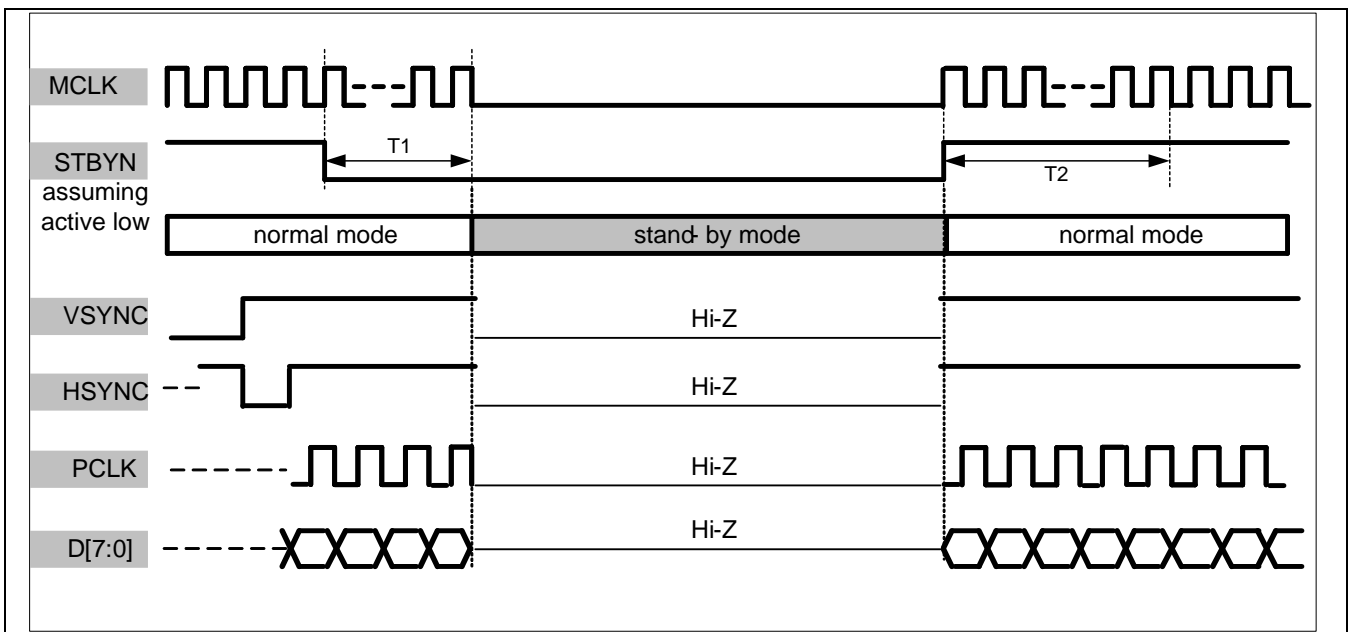 MCLK
T1
STBYN
T2
assuming
active low
normal mode
stand- by mode
normal mode
VSYNC
Hi-Z
HSYNC
Hi-Z
PCLK
Hi-Z
D[7:0]
Hi-Z